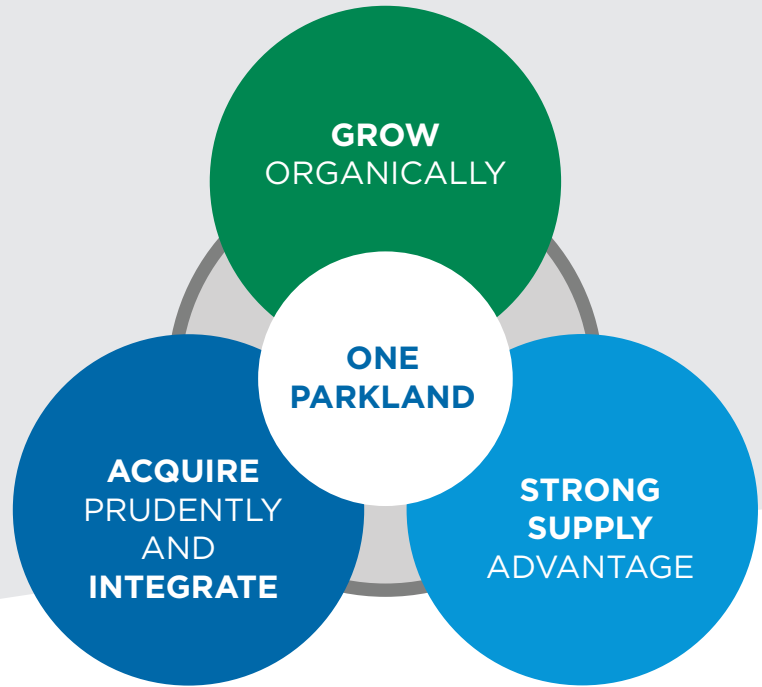 GROW
ORGANICALLY
ONE
PARKLAND
ACQUIRE
PRUDENTLY
AND
INTEGRATE
STRONG
SUPPLY
ADVANTAGE